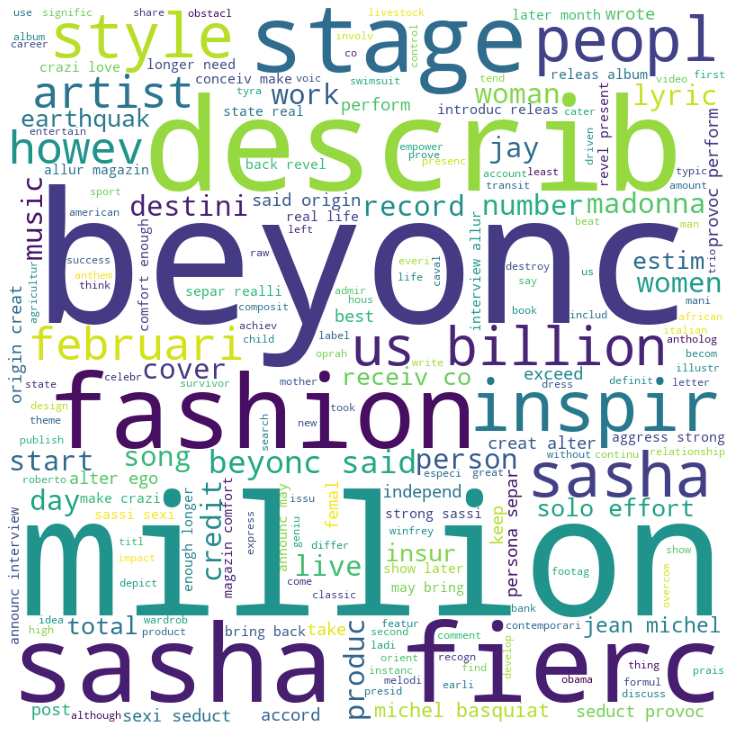 use
share
obstacl
signific
style
stage
later month
wrote
peopl
livestock
album
career
crazi love
longer need
involv
co
control
releas album
conceiv make
voic
swimsuit
tend
video
first
artist
work
woman
lyric
tyra
cater
state real
perform
introduc releas
earthquak
describ
revel present
entertain
empower
prove
presenc
driven
howev
jay
back revel
account
least
typic
allur magazin
transit
amount
provoc perform
sport
destini
said origin
record
number
madonna
real life
music
american
raw
left
beat
man
trio
beyonc
success
anthem
think
comfort enough
everi
life
caval
interview allur
destroy
say
us
mani
estim
women
african
italian
agricultur
separ realli
admir
hous
book
includ
februari
composit
best
us billion
antholog
becom
origin creat
cover
achiev
child
label
oprah
receiv co
exceed
illustr
write
dress
definit
letter
state
celebr
survivor
mother
took
fashion
inspir
design
theme
new
creat alter
aggress strong
publish
search
start
song
beyonc said
person
sasha
without
continu
relationship
roberto
alter ego
especi
great
day
make crazi
credit
independ
issu
winfrey
femal
strong sassi
keep
persona separ
solo effort
sassi sexi
announc may
geniu
insur
magazin comfort
enough longer
express
titl
impact
differ
live
show later
show
overcom
announc interview
depict
million
come
classic
may bring
footag
bank
idea
wardrob
high
product
total
bring back
take
featur
second
comment
contemporari
jean michel
ladi
develop
sasha fierc
produc
orient
recogn
find
thing
prais
instanc
melodi
obama
formul
discuss
presid
earli
post
although
sexi seduct
accord
michel basquiat
seduct provoc